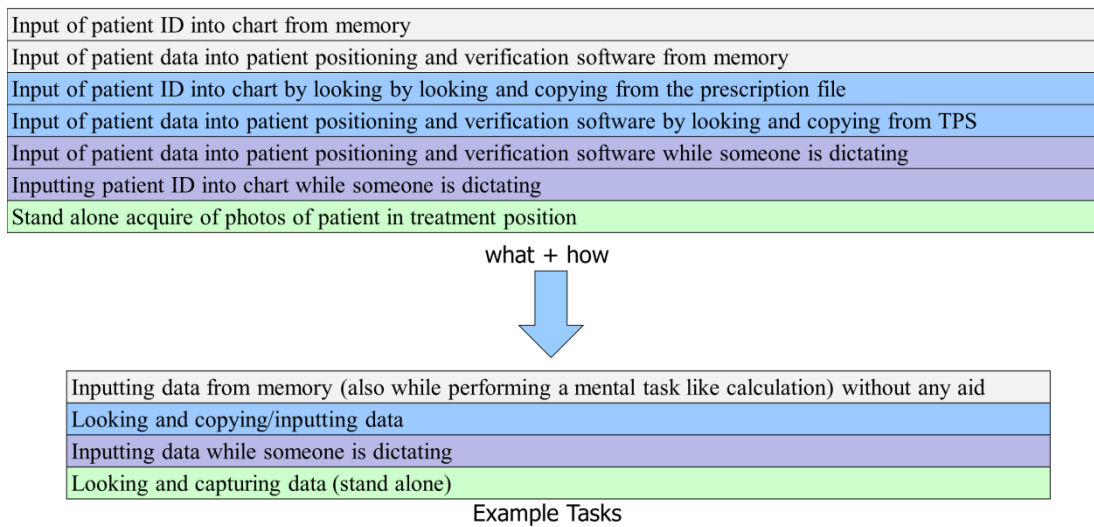 Input of patient ID into chart from memory
Input of patient data into patient positioning and verification software from memory
Input of patient ID into chart by looking by looking and copying from the prescription file
Input of patient data into patient positioning and verification software by looking and copying from TPS
Input of patient data into patient positioning and verification software while someone is dictating
Inputting patient ID into chart while someone is dictating
Stand alone acquire of photos of patient in treatment position
what + how
Inputting data from memory (also while performing a mental task like calculation) without any aid
Looking and copying/inputting data
Inputting data while someone is dictating
Looking and capturing data (stand alone)
Example Tasks